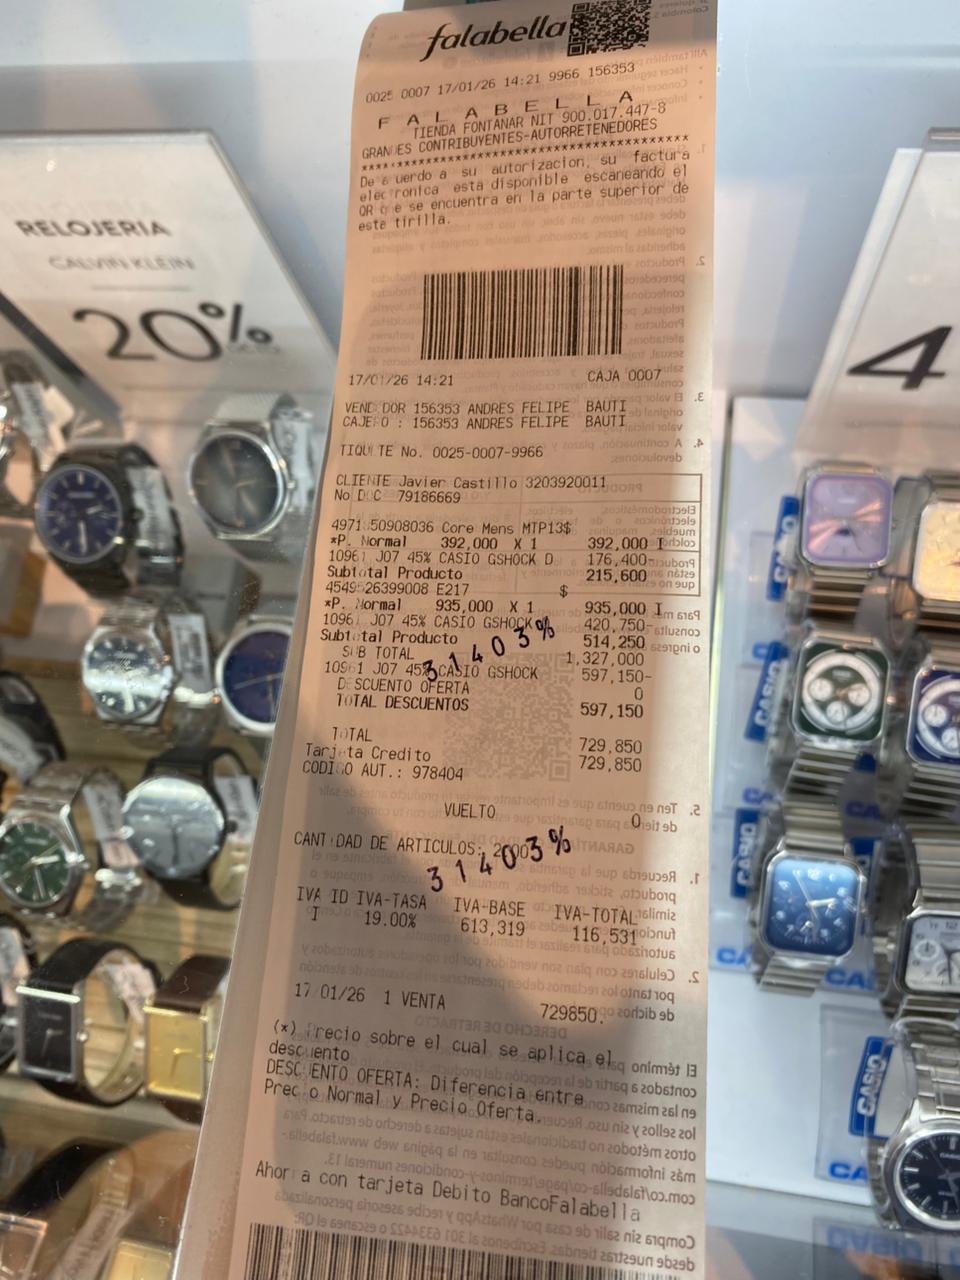 falabella
0025 0007 17/01/26 14:21 9966 156353
F A L A B E L L A
TIENDA FONTANAR NIT 900.017.447-8
GRANDES CONTRIBUYENTES-AUTORRETENEDORES
De acuerdo a su autorizacion, su factura
electronica esta disponible escaneando el
QR que se encuentra en la parte superior de
esta tirilla.
17/01/26 14:21 CAJA 0007
VENDEDOR 156353 ANDRES FELIPE BAUTI
CAJERO : 156353 ANDRES FELIPE BAUTI
TIQUETE No. 0025-0007-9966
CLIENTE Javier Castillo 3203920011
No DOC 79186669
4971850908036 Core Mens MTP13$
*P. Normal 392,000 X 1 392,000 I
10961 J07 45% CASIO GSHOCK D 176,400-
Subtotal Producto 215,600
4549526399008 E217 $
*P. Normal 935,000 X 1 935,000 I
10961 J07 45% CASIO GSHOCK 420,750-
Subtotal Producto 514,250
SUB TOTAL 1,327,000
10961 J07 45% CASIO GSHOCK 597,150-
DESCUENTO OFERTA 0
TOTAL DESCUENTOS 597,150
31403%
TOTAL 729,850
Tarjeta Credito 729,850
CODIGO AUT.: 978404
VUELTO 0
CANTIDAD DE ARTICULOS:
31403%
IVA ID IVA-TASA IVA-BASE IVA-TOTAL
I 19.00% 613,319 116,531
17/01/26 1 VENTA 729850.
(*) Precio sobre el cual se aplica el
descuento
DESCUENTO OFERTA: Diferencia entre
Precio Normal y Precio Oferta.
Ahorra con tarjeta Debito BancoFalabella
RELOJERIA
CALVIN KLEIN
20%
4
CASIO
CASIO
CASIO
CASIO